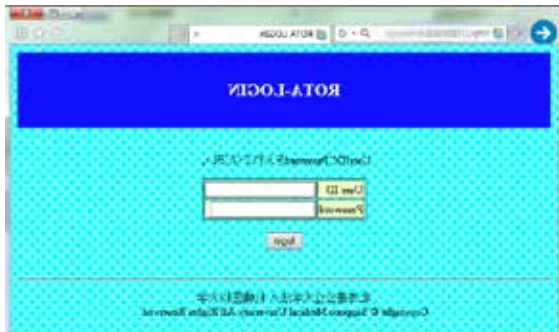 ROTA LOGIN
ROTA-LOGIN
User ID
Password
login
北海道公立大学法人 札幌医科大学
Copyright © Sapporo Medical University. All Rights Reserved.